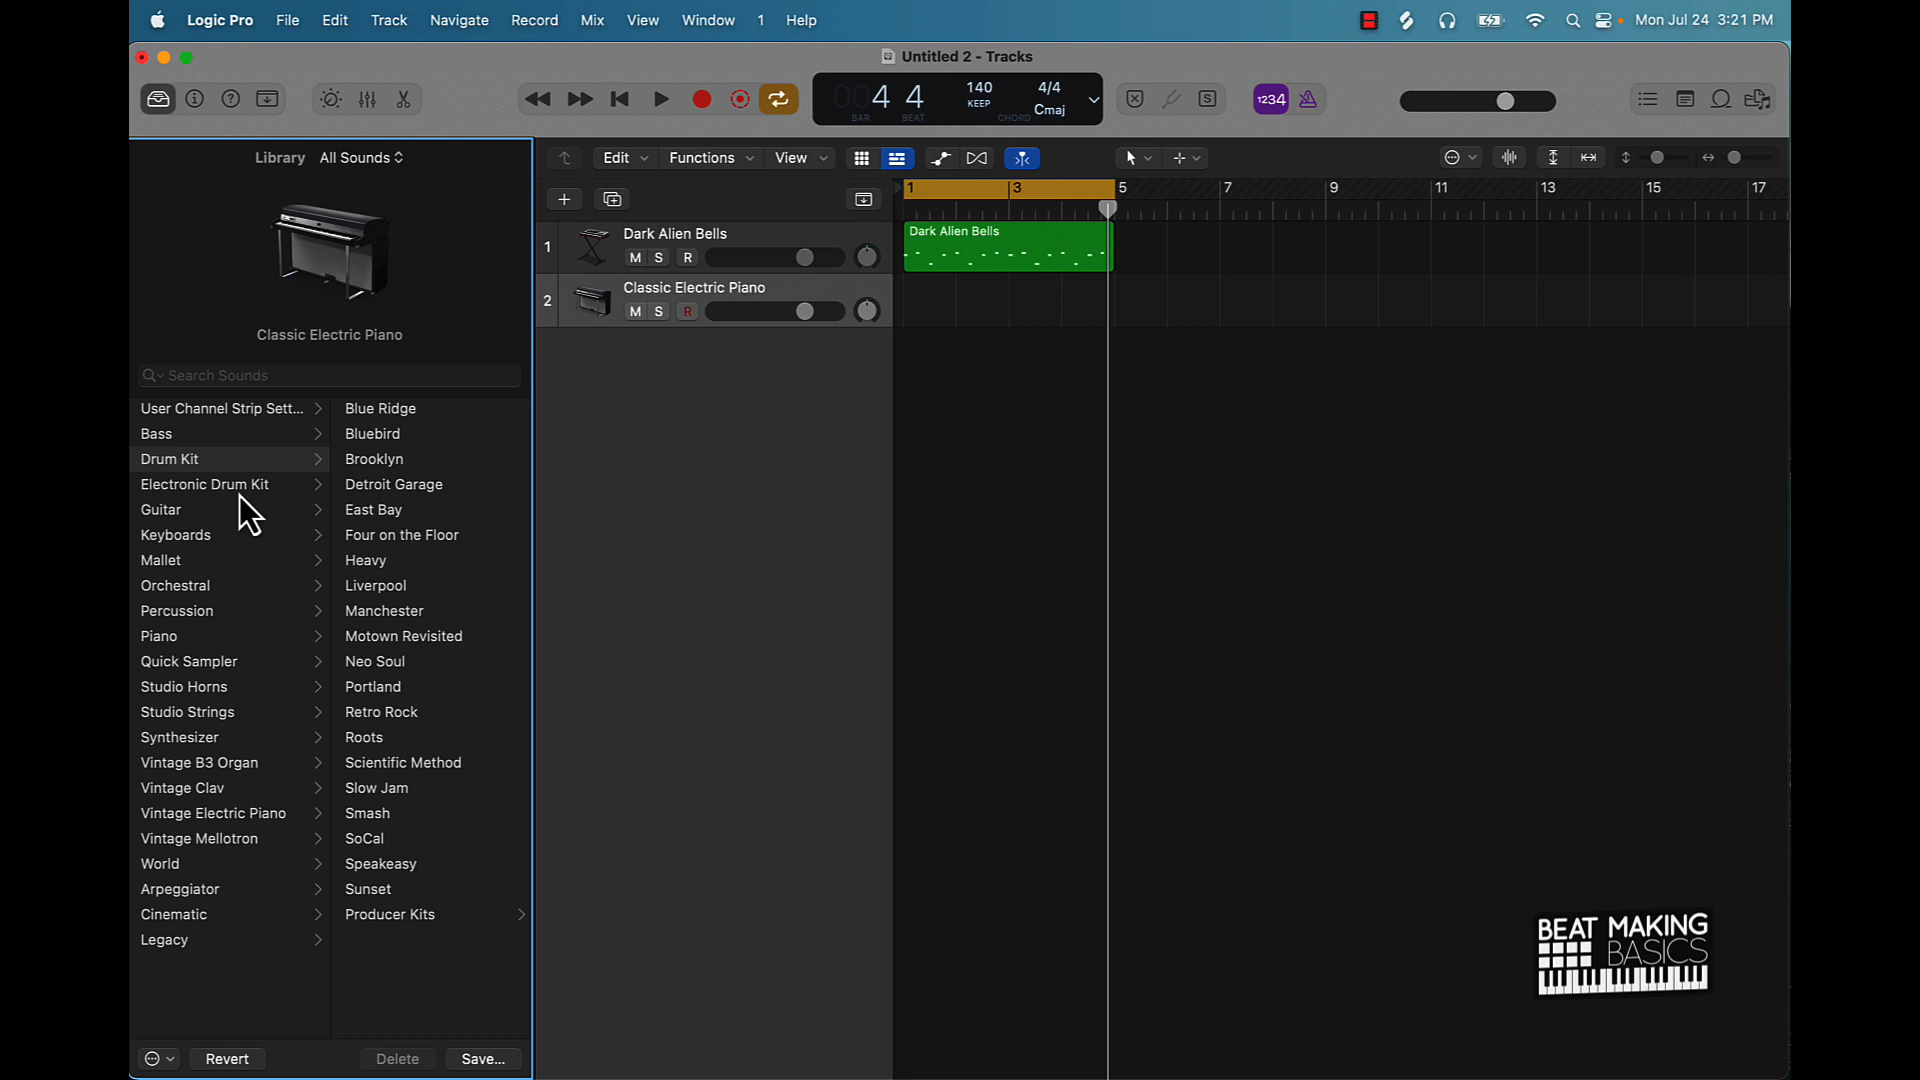 Logic Pro File Edit Track Navigate Record Mix View Window 1 Help Mon Jul 24 3:21 PM
Untitled 2 - Tracks
004 4 140 KEEP 4/4 Cmaj
BAR BEAT CHORD
1234
Library All Sounds
Edit Functions View
1 3 5 7 9 11 13 15 17
1 Dark Alien Bells
M S R
2 Classic Electric Piano
M S R
Dark Alien Bells
Classic Electric Piano
Search Sounds
User Channel Strip Sett...
Bass
Drum Kit
Electronic Drum Kit
Guitar
Keyboards
Mallet
Orchestral
Percussion
Piano
Quick Sampler
Studio Horns
Studio Strings
Synthesizer
Vintage B3 Organ
Vintage Clav
Vintage Electric Piano
Vintage Mellotron
World
Arpeggiator
Cinematic
Legacy
Blue Ridge
Bluebird
Brooklyn
Detroit Garage
East Bay
Four on the Floor
Heavy
Liverpool
Manchester
Motown Revisited
Neo Soul
Portland
Retro Rock
Roots
Scientific Method
Slow Jam
Smash
SoCal
Speakeasy
Sunset
Producer Kits
Revert Delete Save...
BEAT MAKING
BASICS